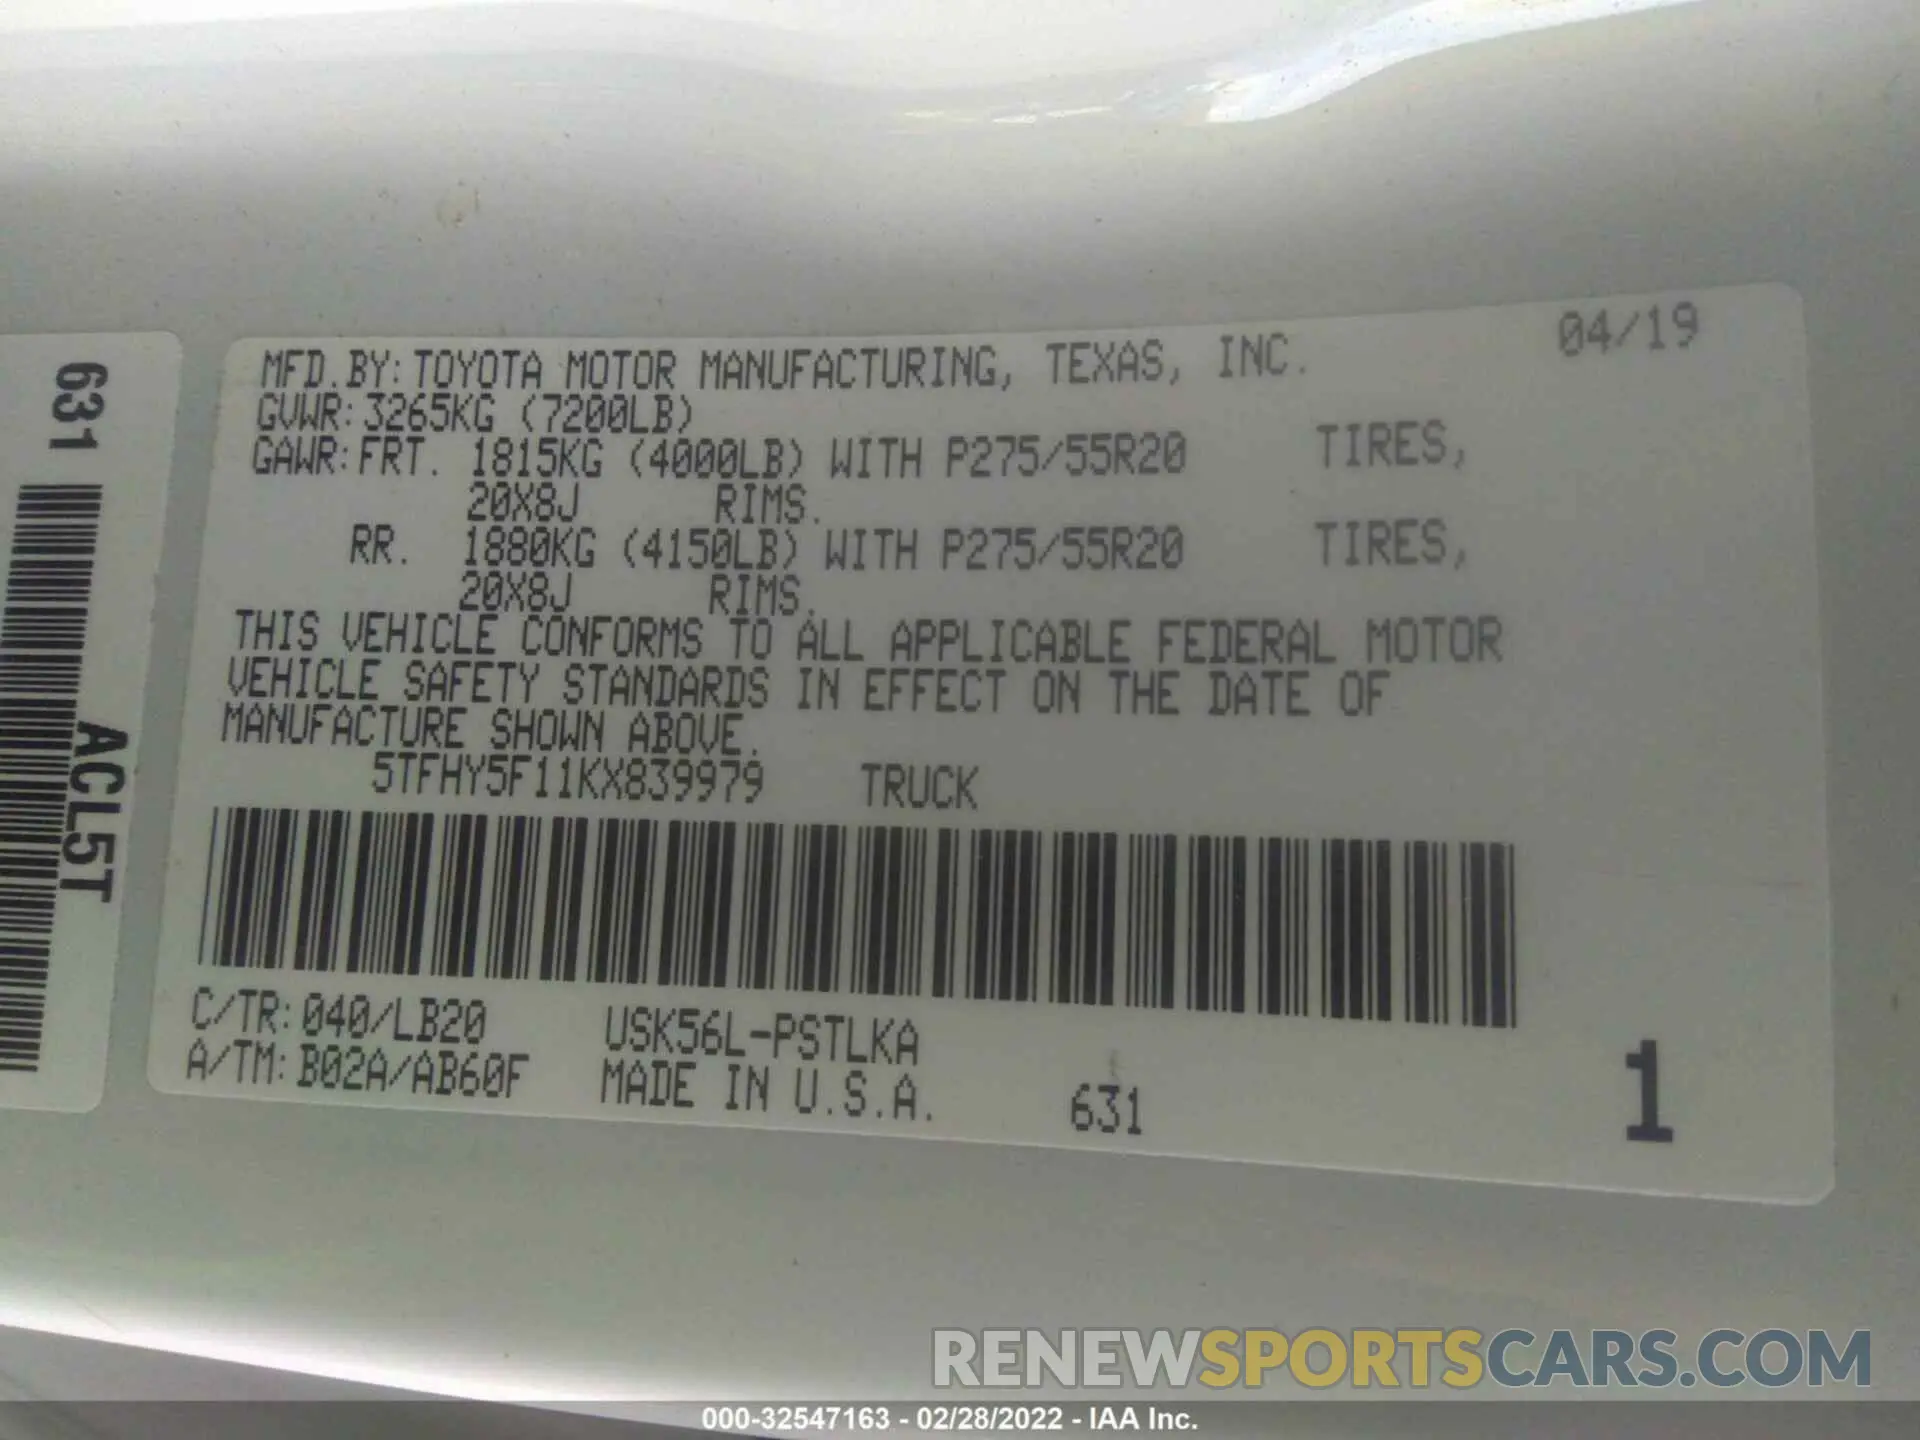 631
ACL5T
04/19
MFD.BY:TOYOTA MOTOR MANUFACTURING, TEXAS, INC.
GVWR:3265KG (7200LB)
GAWR:FRT. 1815KG (4000LB) WITH P275/55R20 TIRES,
20X8J RIMS.
RR. 1880KG (4150LB) WITH P275/55R20 TIRES,
20X8J RIMS.
THIS VEHICLE CONFORMS TO ALL APPLICABLE FEDERAL MOTOR
VEHICLE SAFETY STANDARDS IN EFFECT ON THE DATE OF
MANUFACTURE SHOWN ABOVE.
5TFHY5F11KX839979 TRUCK
C/TR:040/LB20 USK56L-PSTLKA
A/TM:B02A/AB60F MADE IN U.S.A. 631
1
RENEWSPORTSCARS.COM
000-32547163 - 02/28/2022 - IAA Inc.